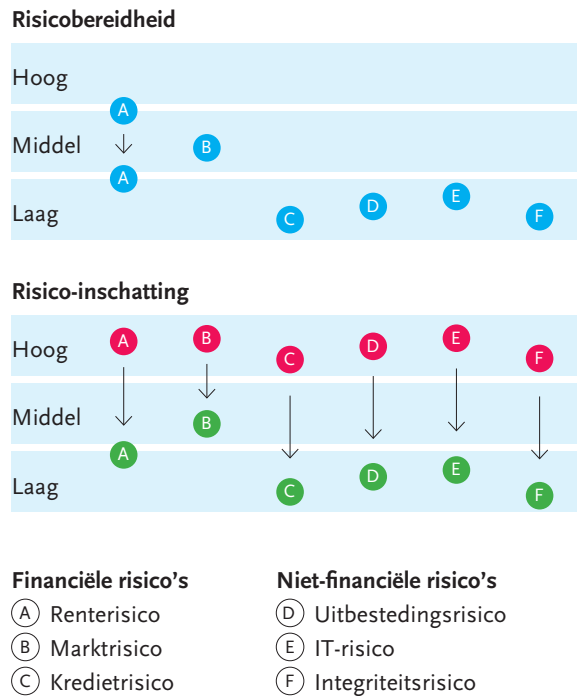 Risicobereidheid
Hoog
A
Middel
B
A
Laag
C
D
E
F
Risico-inschatting
Hoog
A
B
C
D
E
F
Middel
B
A
Laag
C
D
E
F
Financiële risico's
A Renterisico
B Marktrisico
C Kredietrisico
Niet-financiële risico's
D Uitbestedingsrisico
E IT-risico
F Integriteitsrisico